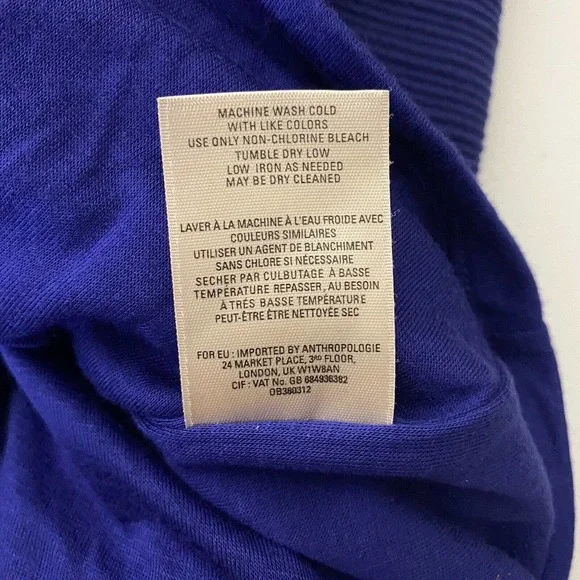 MACHINE WASH COLD
WITH LIKE COLORS
USE ONLY NON-CHLORINE BLEACH
TUMBLE DRY LOW
LOW IRON AS NEEDED
MAY BE DRY CLEANED
LAVER À LA MACHINE À L'EAU FROIDE AVEC
COULEURS SIMILAIRES
UTILISER UN AGENT DE BLANCHIMENT
SANS CHLORE SI NÉCESSAIRE
SECHER PAR CULBUTAGE À BASSE
TEMPÉRATURE REPASSER, AU BESOIN
À TRÉS BASSE TEMPÉRATURE
PEUT-ÊTRE ÊTRE NETTOYÉE SEC
FOR EU : IMPORTED BY ANTHROPOLOGIE
24 MARKET PLACE, 3RD FLOOR,
LONDON, UK W1W8AN
CIF : VAT No. GB 684936382
OB380312